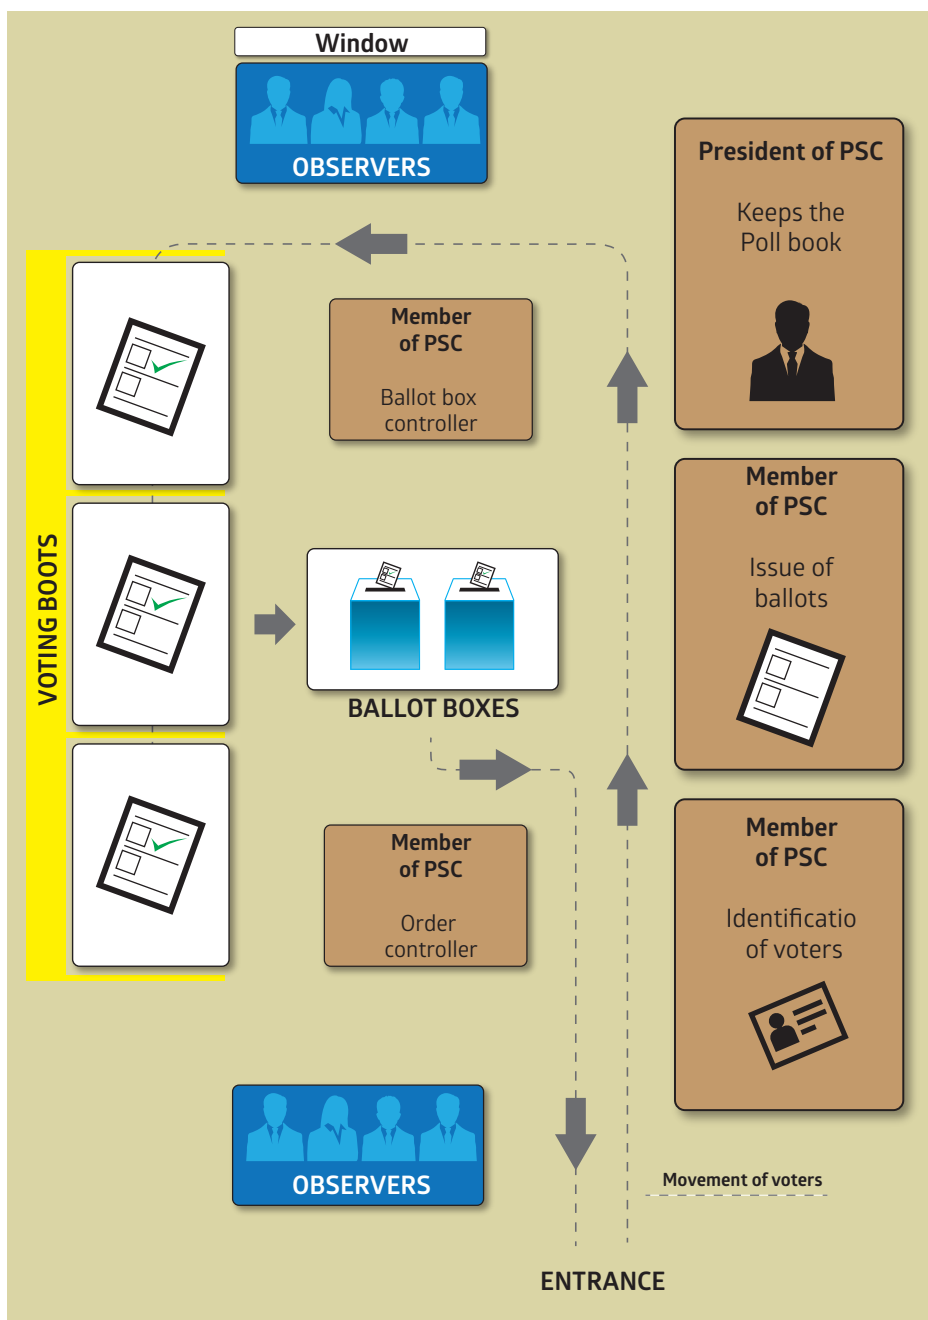 Window
OBSERVERS
President of PSC
Keeps the
Poll book
Member
of PSC
Ballot box
controller
Member
of PSC
Issue of
ballots
VOTING BOOTS
BALLOT BOXES
Member
of PSC
Order
controller
Member
of PSC
Identificatio
of voters
OBSERVERS
Movement of voters
ENTRANCE